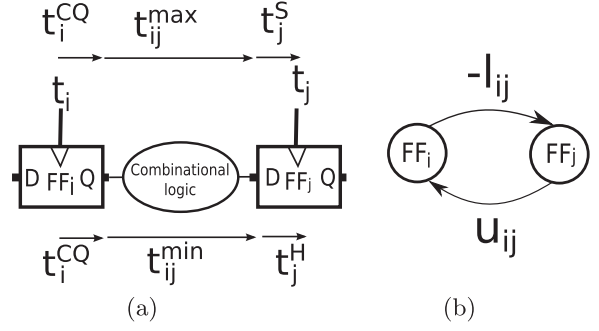 t_i^CQ t_ij^max t_j^S
t_i t_j
D FF_i Q Combinational logic D FF_j Q
t_i^CQ t_ij^min t_j^H
(a)
-l_ij
FF_i FF_j
u_ij
(b)